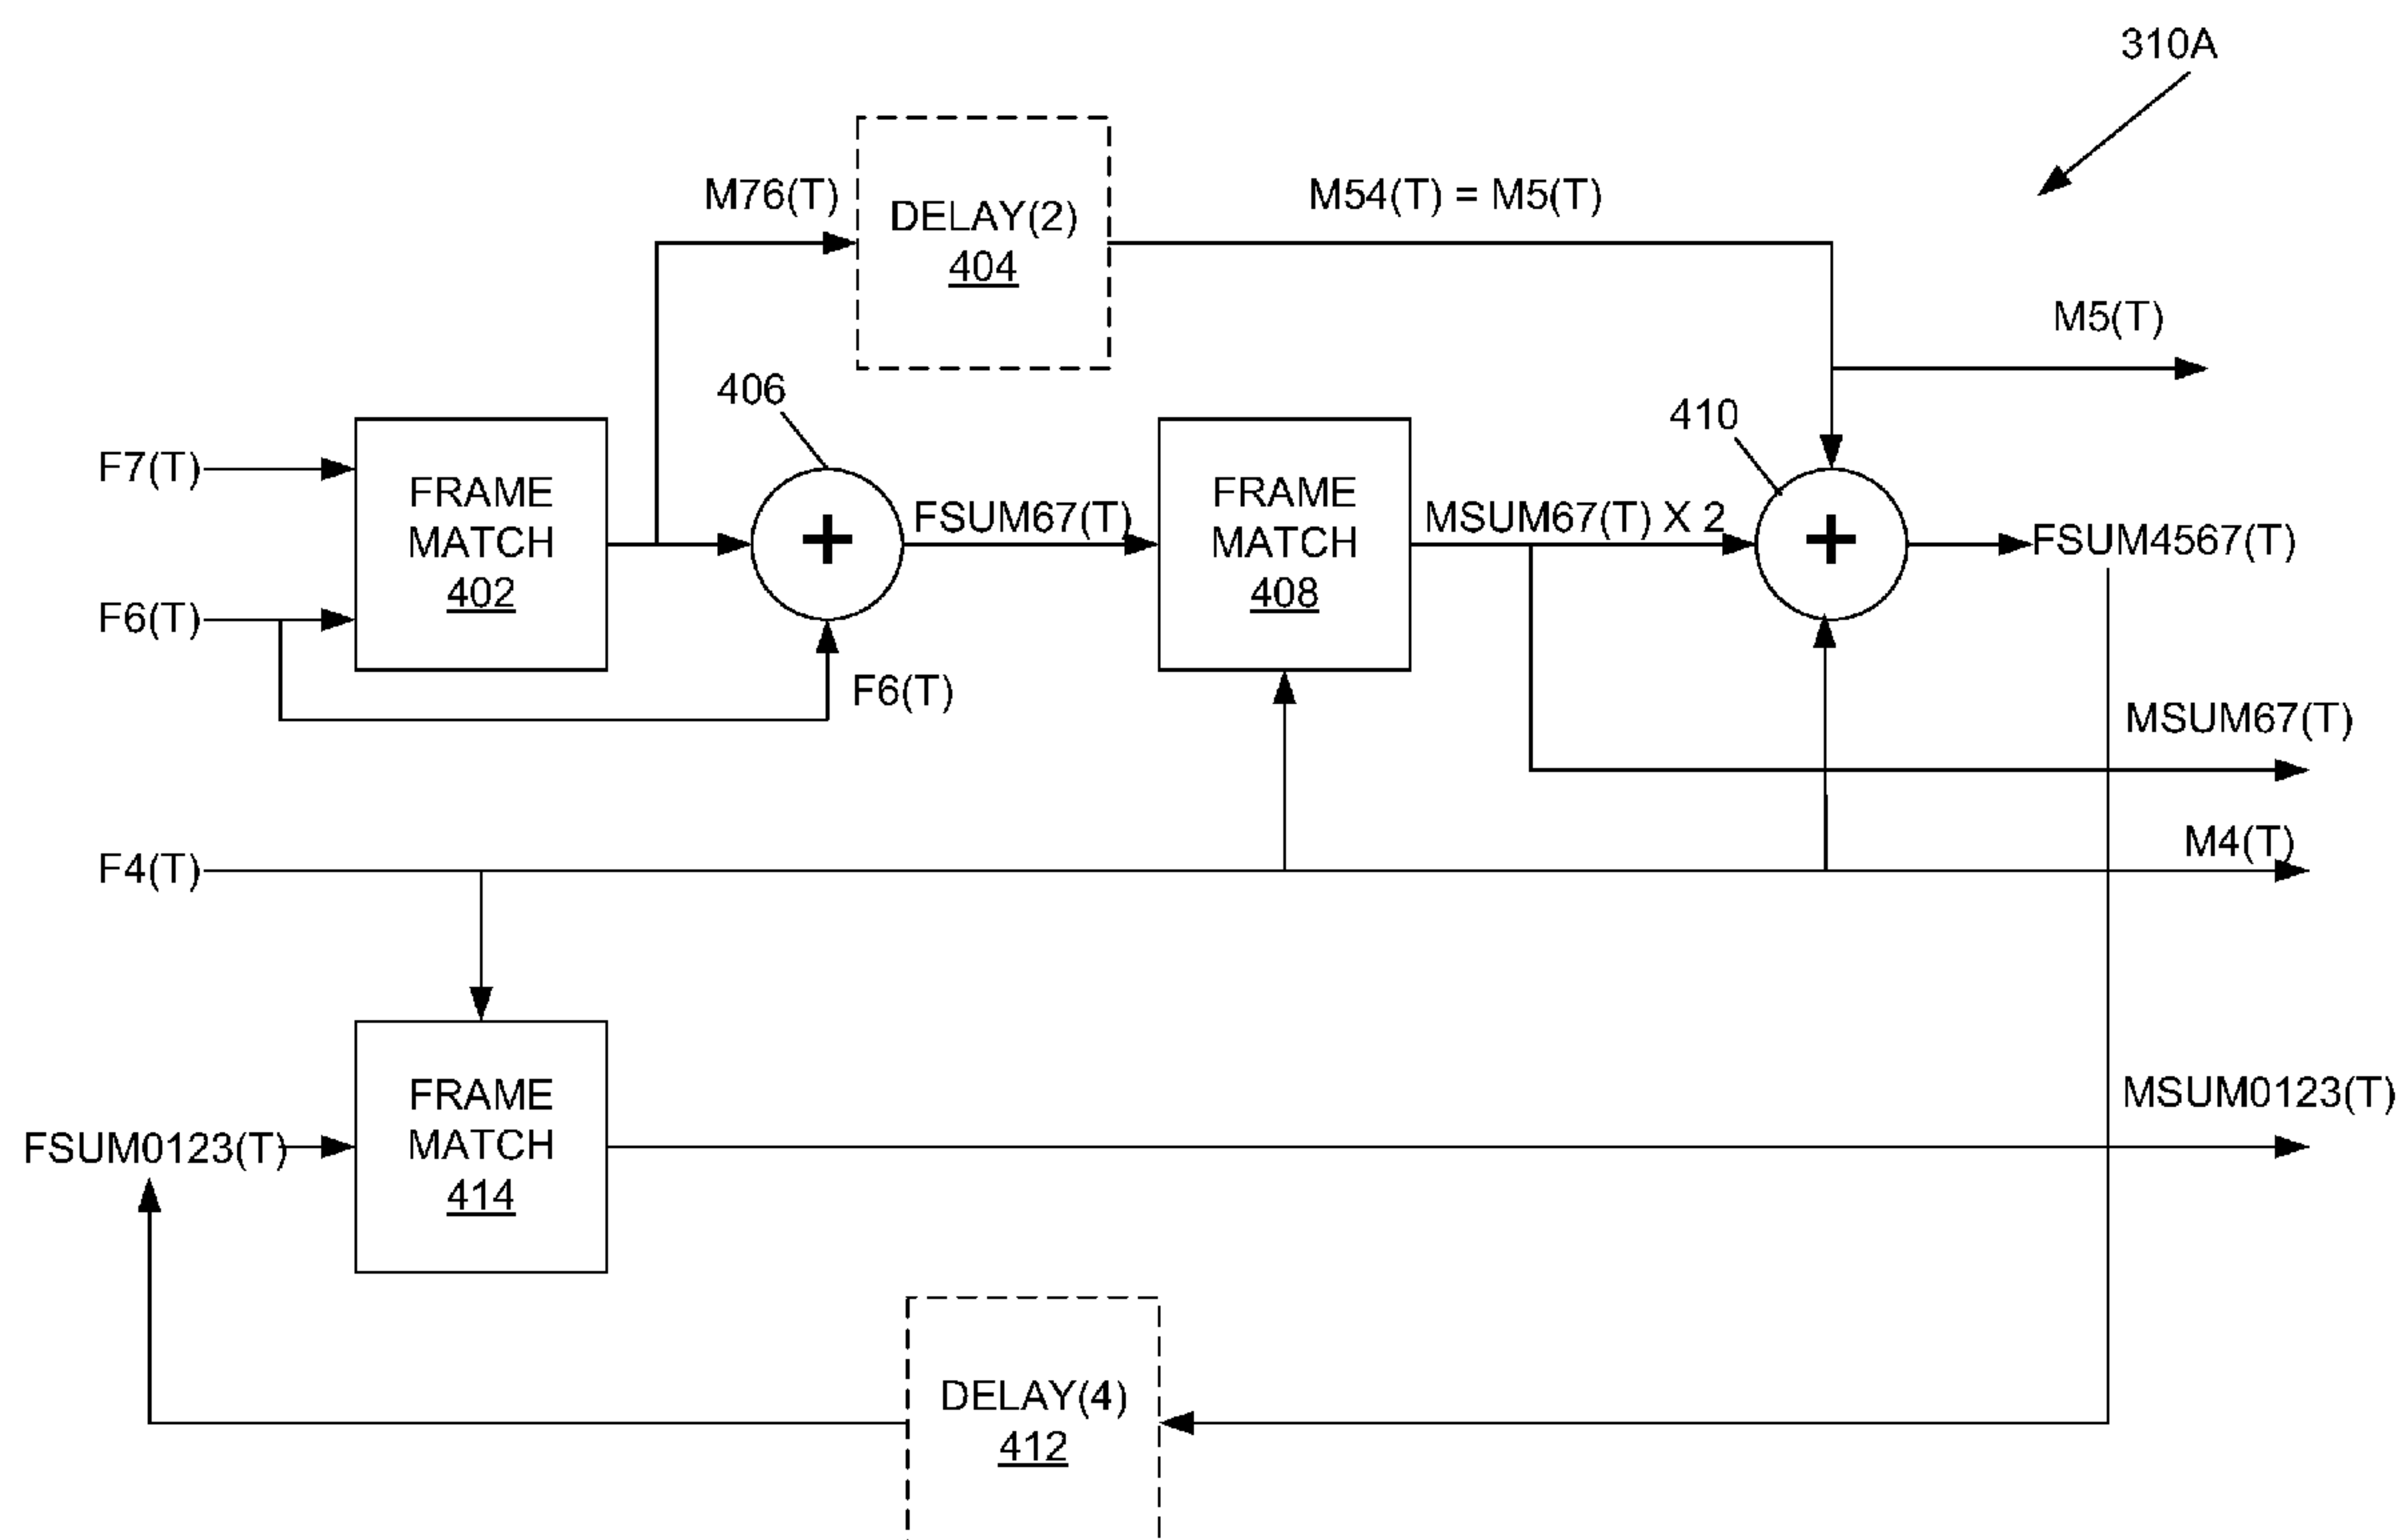 310A
M76(T)
DELAY(2)
404
M54(T) = M5(T)
M5(T)
406
410
F7(T)
FRAME
MATCH
402
+
FSUM67(T)
FRAME
MATCH
408
MSUM67(T) X 2
+
FSUM4567(T)
F6(T)
F6(T)
MSUM67(T)
F4(T)
M4(T)
FRAME
MATCH
414
FSUM0123(T)
MSUM0123(T)
DELAY(4)
412